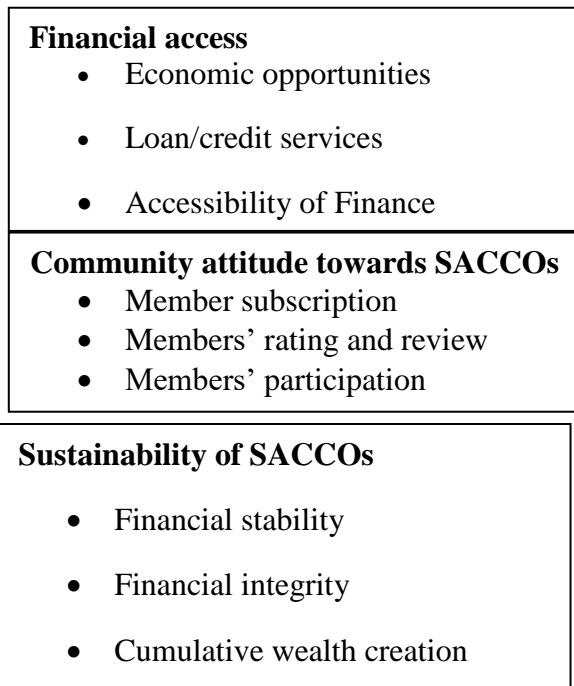 Financial access
• Economic opportunities
• Loan/credit services
• Accessibility of Finance
Community attitude towards SACCOs
• Member subscription
• Members’ rating and review
• Members’ participation
Sustainability of SACCOs
• Financial stability
• Financial integrity
• Cumulative wealth creation